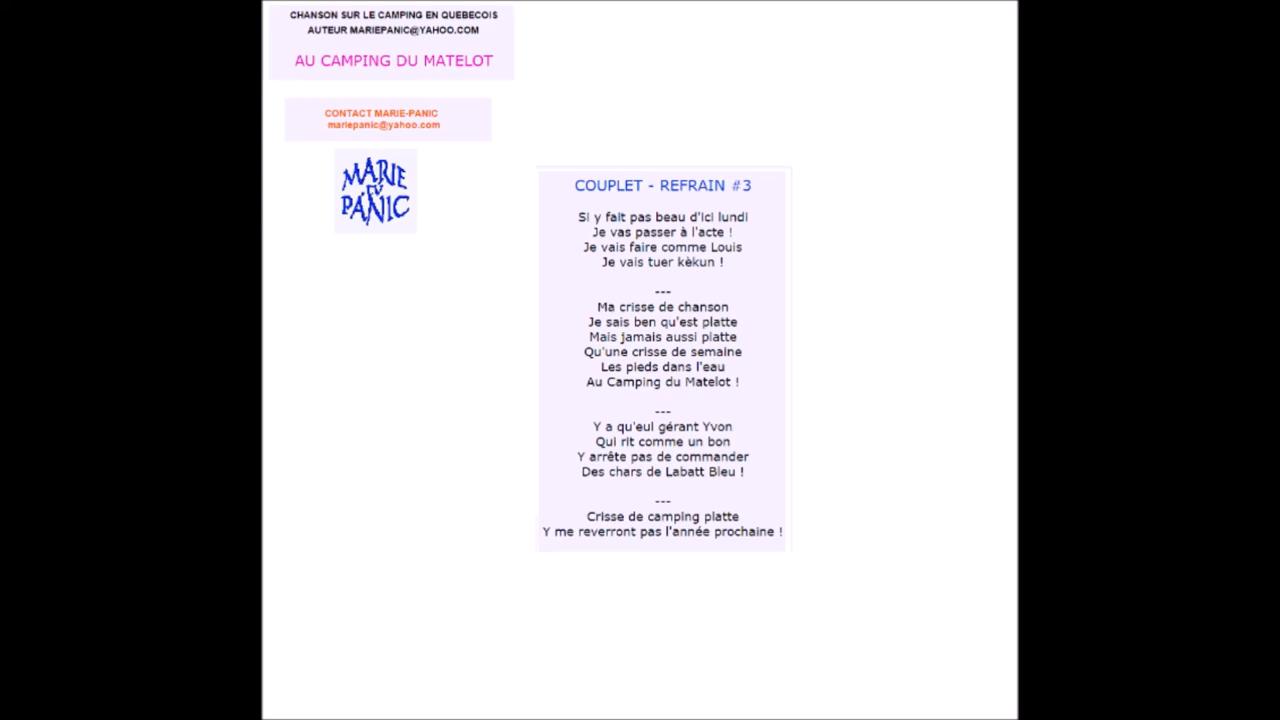 CHANSON SUR LE CAMPING EN QUEBECOIS
AUTEUR MARIEPANIC@YAHOO.COM
AU CAMPING DU MATELOT
CONTACT MARIE-PANIC
mariepanic@yahoo.com
MARIE
TV
PANIC
COUPLET - REFRAIN #3
Si y fait pas beau d'ici lundi
Je vas passer à l'acte !
Je vais faire comme Louis
Je vais tuer kèkun !
---
Ma crisse de chanson
Je sais ben qu'est platte
Mais jamais aussi platte
Qu'une crisse de semaine
Les pieds dans l'eau
Au Camping du Matelot !
---
Y a qu'eul gérant Yvon
Qui rit comme un bon
Y arrête pas de commander
Des chars de Labatt Bleu !
---
Crisse de camping platte
Y me reverront pas l'année prochaine !